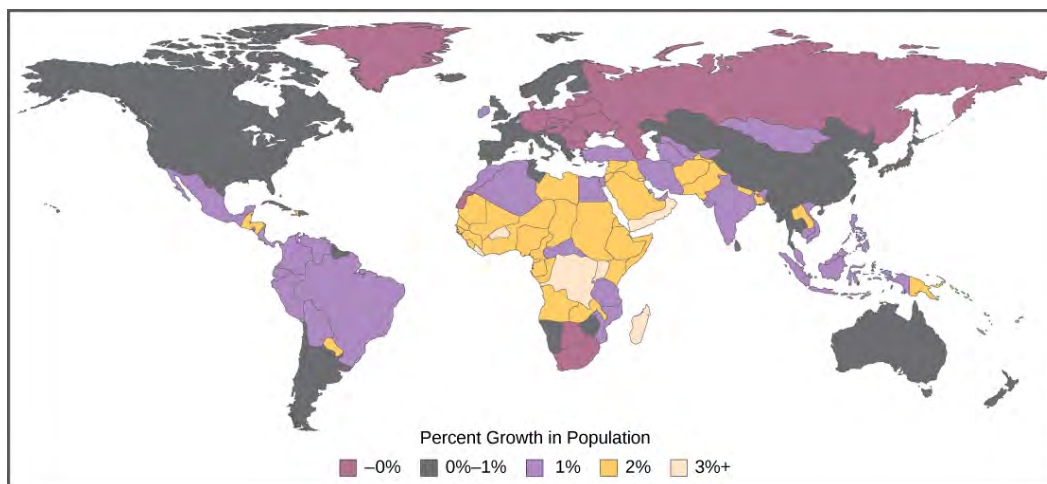 Percent Growth in Population
–0% 0%–1% 1% 2% 3%+